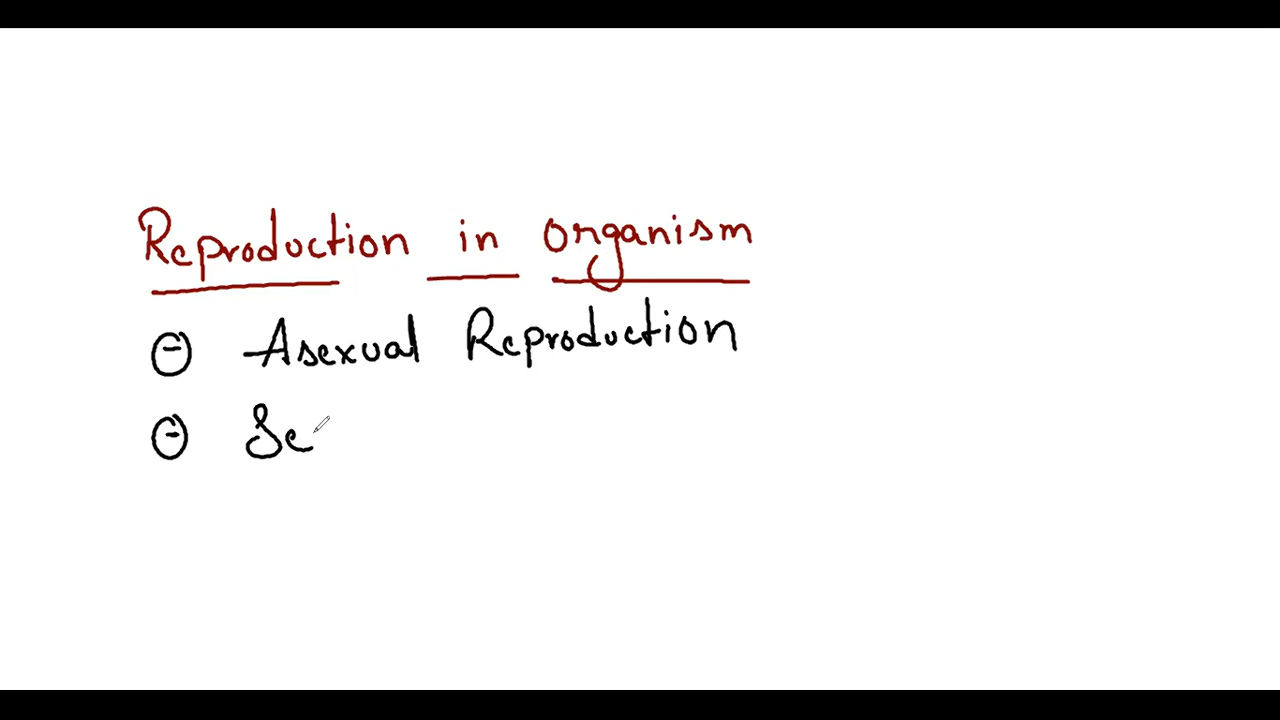 Reproduction in organism
⊖ Asexual Reproduction
⊖ Se